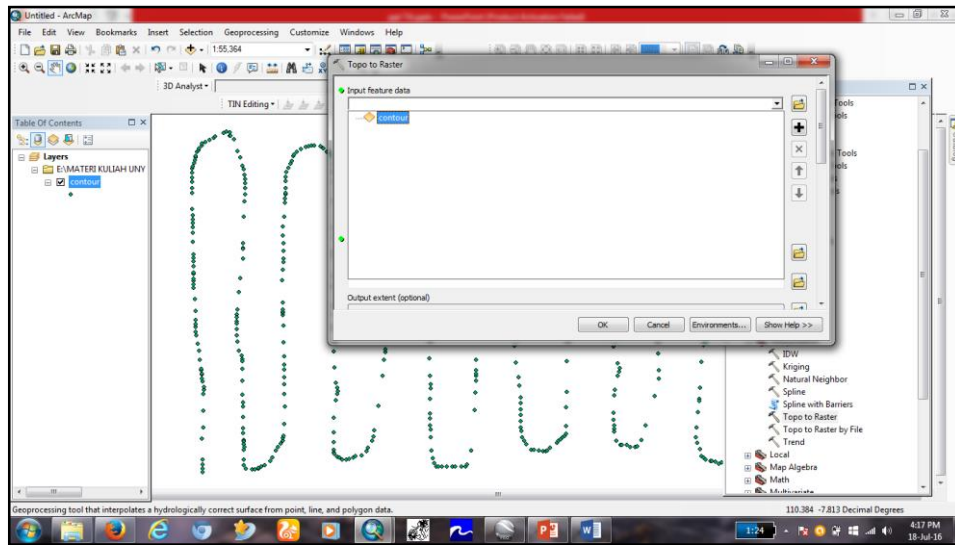 Untitled - ArcMap
File Edit View Bookmarks Insert Selection Geoprocessing Customize Windows Help
1:55,364
3D Analyst
TIN Editing
Table Of Contents
Layers
E:\MATERI KULIAH UNY
contour
Topo to Raster
Input feature data
contour
Output extent (optional)
OK Cancel Environments... Show Help >>
Tools
Tools
IDW
Kriging
Natural Neighbor
Spline
Spline with Barriers
Topo to Raster
Topo to Raster by File
Trend
Local
Map Algebra
Math
Multivariate
Geoprocessing tool that interpolates a hydrologically correct surface from point, line, and polygon data.
110.384 -7.813 Decimal Degrees
1:24
4:17 PM
18-Jul-16